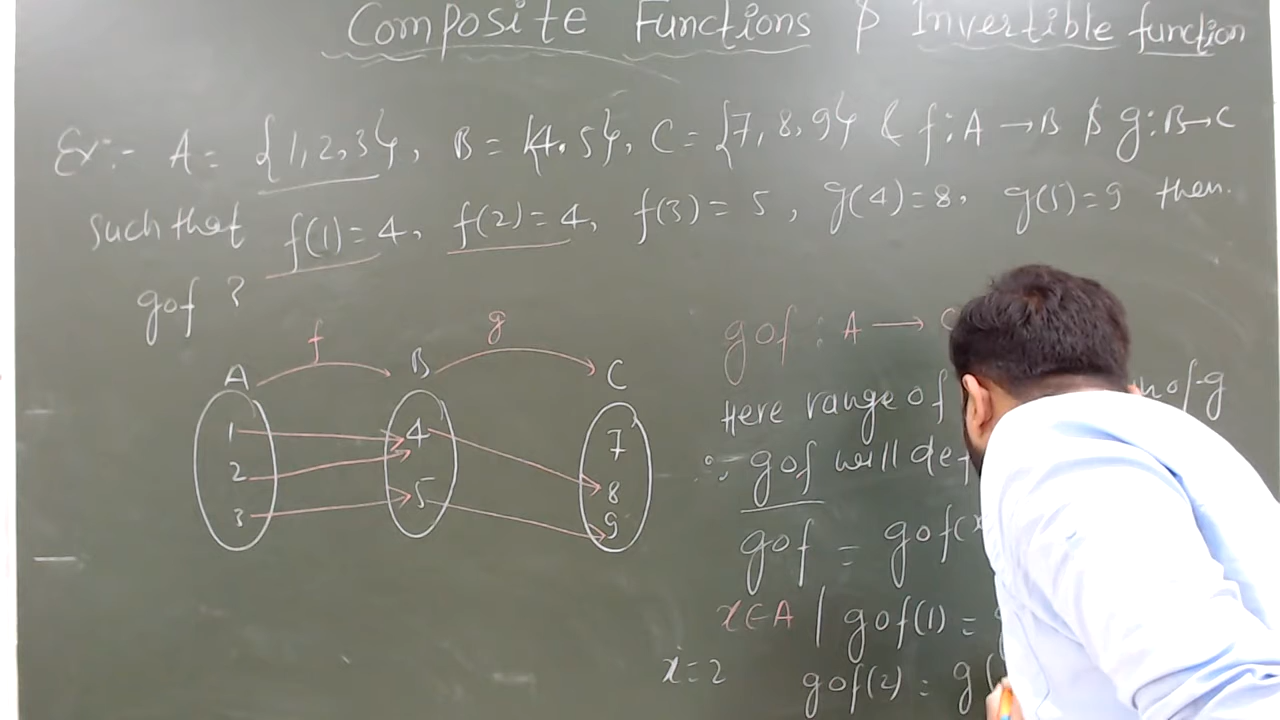 Composite Functions & Invertible function
Ex:- A = {1,2,3}, B = {4,5}, C = {7,8,9} & f:A→B & g:B→C
such that f(1)=4, f(2)=4, f(3)=5, g(4)=8, g(5)=9 then.
gof ?
f
g
A
B
C
1
2
3
4
5
7
8
9
gof : A → C
Here range of of g
∴ gof will
gof = gof(x
x∈A | gof(1) =
x=2 gof(2) = g(